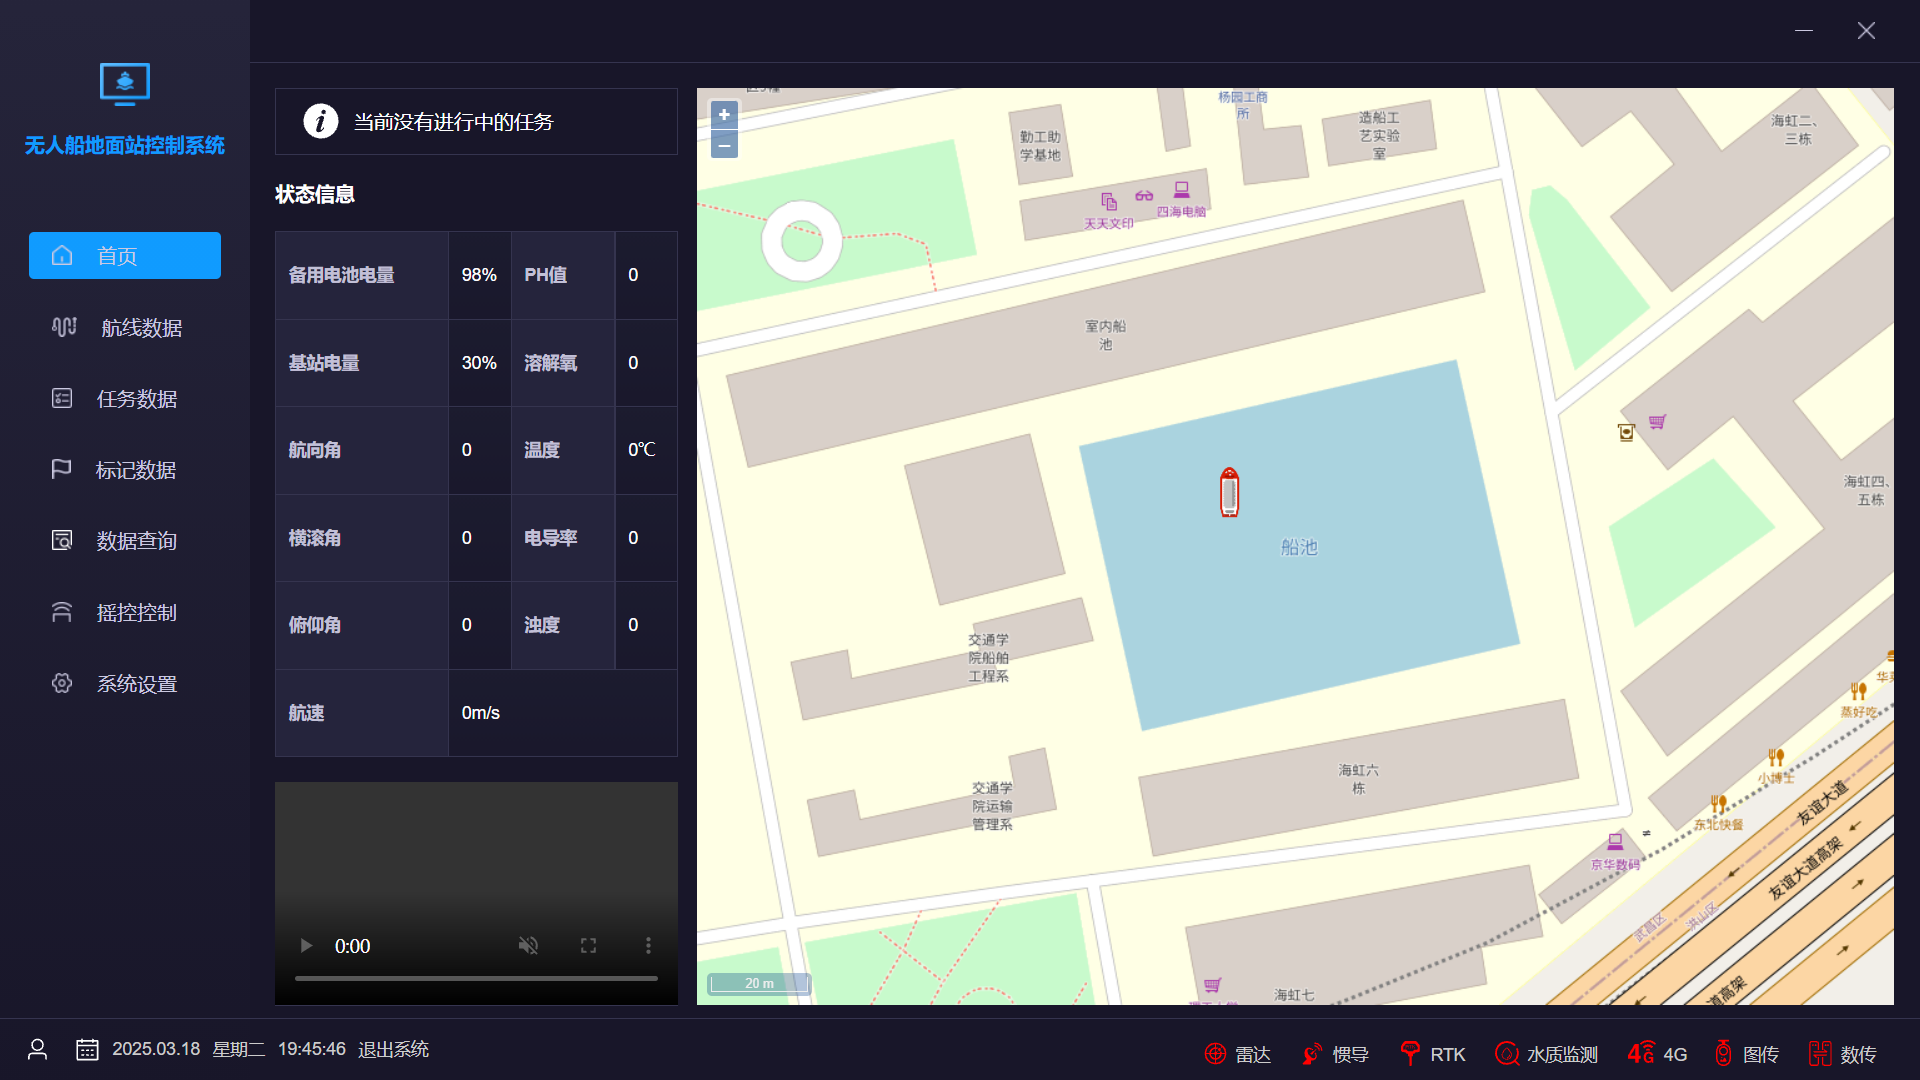 无人船地面站控制系统
首页
航线数据
任务数据
标记数据
数据查询
摇控控制
系统设置
当前没有进行中的任务
状态信息
备用电池电量 98% PH值 0
基站电量 30% 溶解氧 0
航向角 0 温度 0℃
横滚角 0 电导率 0
俯仰角 0 浊度 0
航速 0m/s
0:00
+
−
杨园工商
所
勤工助
学基地
造船工
艺实验
室
海虹二、
三栋
天天文印
四海电脑
室内船
池
船池
海虹四、
五栋
交通学
院船舶
工程系
交通学
院运输
管理系
海虹六
栋
蒸好吃
小博士
东北快餐
京华数码
友谊大道
友谊大道高架
武昌区
洪山区
道高架
海虹七
20 m
2025.03.18 星期二 19:45:46 退出系统
雷达 惯导 RTK 水质监测 4G 4G 图传 数传